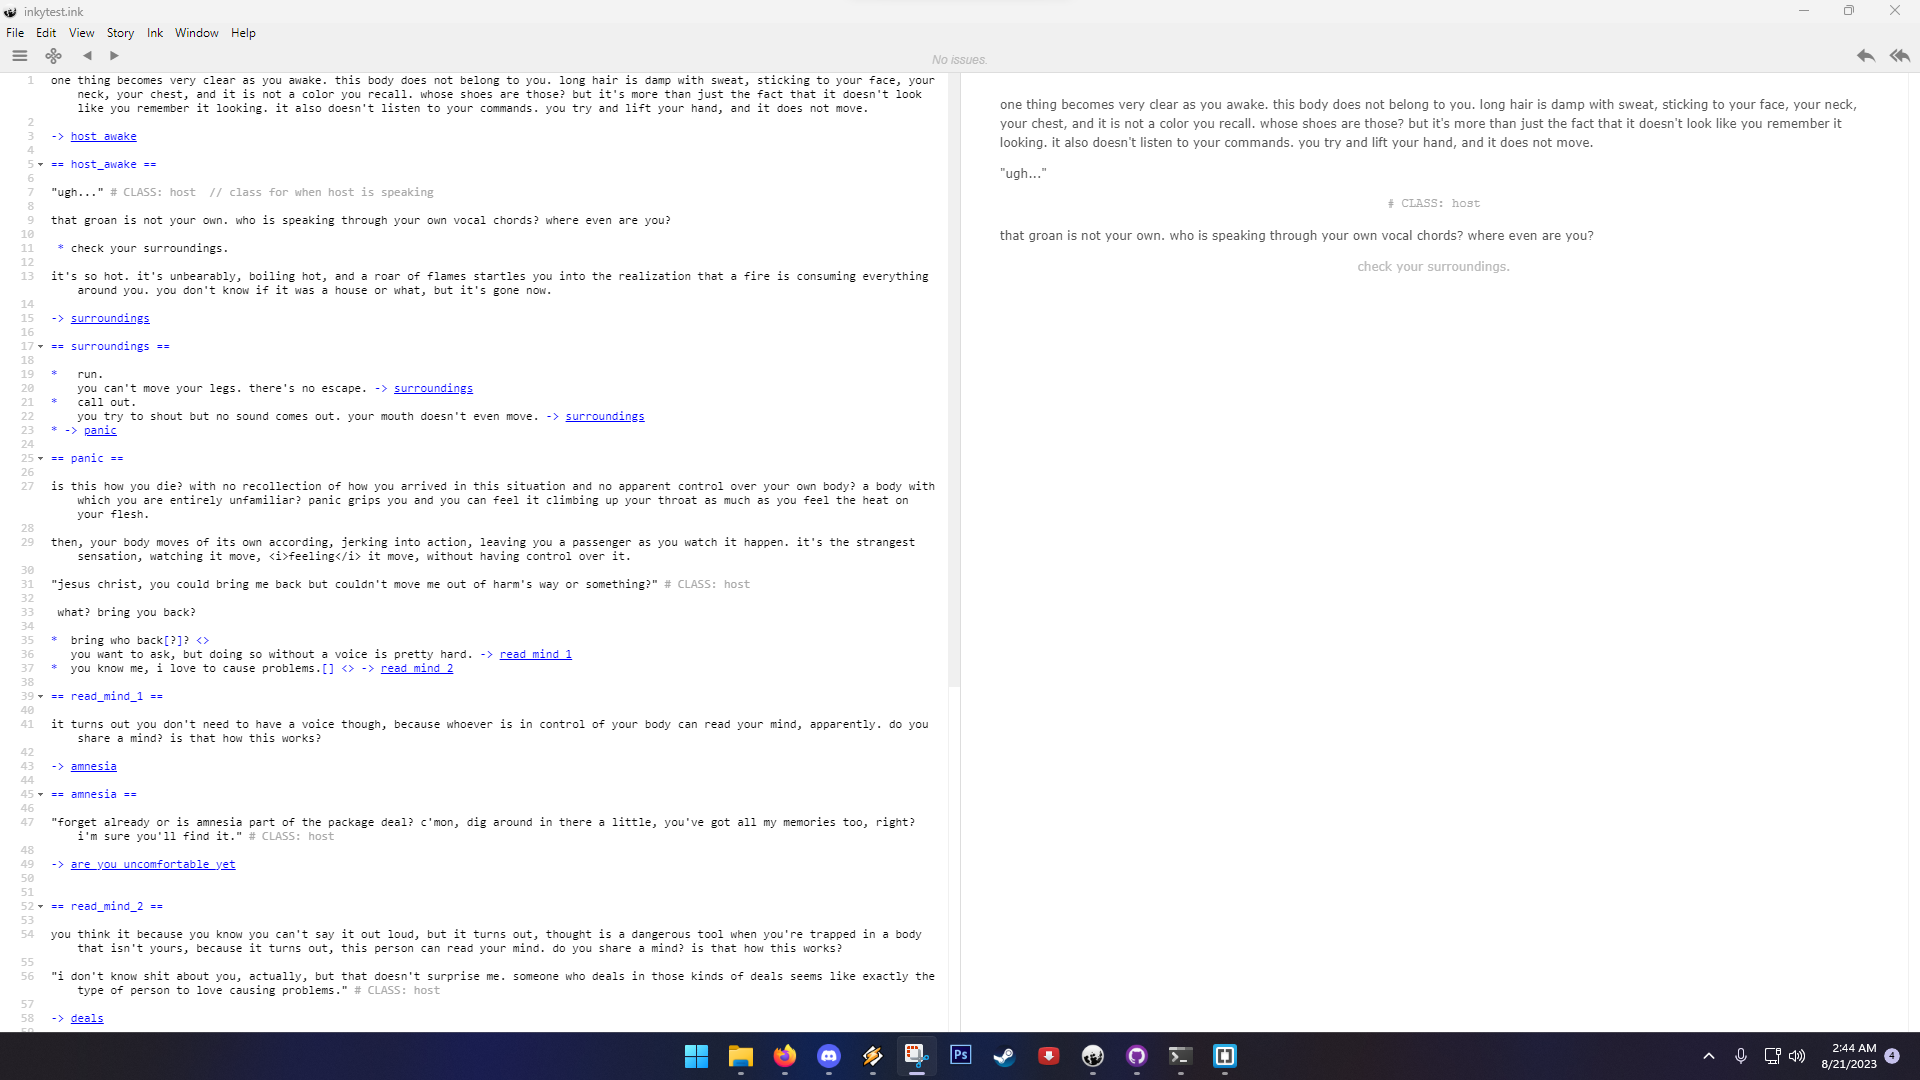 inkytest.ink
File Edit View Story Ink Window Help
No issues.
1 one thing becomes very clear as you awake. this body does not belong to you. long hair is damp with sweat, sticking to your face, your
neck, your chest, and it is not a color you recall. whose shoes are those? but it's more than just the fact that it doesn't look
like you remember it looking. it also doesn't listen to your commands. you try and lift your hand, and it does not move.
2
3 -> host_awake
4
5 == host_awake ==
6
7 "ugh..." # CLASS: host  // class for when host is speaking
8
9 that groan is not your own. who is speaking through your own vocal chords? where even are you?
10
11 * check your surroundings.
12
13 it's so hot. it's unbearably, boiling hot, and a roar of flames startles you into the realization that a fire is consuming everything
around you. you don't know if it was a house or what, but it's gone now.
14
15 -> surroundings
16
17 == surroundings ==
18
19 * run.
20 you can't move your legs. there's no escape. -> surroundings
21 * call out.
22 you try to shout but no sound comes out. your mouth doesn't even move. -> surroundings
23 * -> panic
24
25 == panic ==
26
27 is this how you die? with no recollection of how you arrived in this situation and no apparent control over your own body? a body with
which you are entirely unfamiliar? panic grips you and you can feel it climbing up your throat as much as you feel the heat on
your flesh.
28
29 then, your body moves of its own according, jerking into action, leaving you a passenger as you watch it happen. it's the strangest
sensation, watching it move, <i>feeling</i> it move, without having control over it.
30
31 "jesus christ, you could bring me back but couldn't move me out of harm's way or something?" # CLASS: host
32
33 what? bring you back?
34
35 * bring who back[?]? <>
36 you want to ask, but doing so without a voice is pretty hard. -> read_mind_1
37 * you know me, i love to cause problems.[] <> -> read_mind_2
38
39 == read_mind_1 ==
40
41 it turns out you don't need to have a voice though, because whoever is in control of your body can read your mind, apparently. do you
share a mind? is that how this works?
42
43 -> amnesia
44
45 == amnesia ==
46
47 "forget already or is amnesia part of the package deal? c'mon, dig around in there a little, you've got all my memories too, right?
i'm sure you'll find it." # CLASS: host
48
49 -> are_you_uncomfortable_yet
50
51
52 == read_mind_2 ==
53
54 you think it because you know you can't say it out loud, but it turns out, thought is a dangerous tool when you're trapped in a body
that isn't yours, because it turns out, this person can read your mind. do you share a mind? is that how this works?
55
56 "i don't know shit about you, actually, but that doesn't surprise me. someone who deals in those kinds of deals seems like exactly the
type of person to love causing problems." # CLASS: host
57
58 -> deals
59
one thing becomes very clear as you awake. this body does not belong to you. long hair is damp with sweat, sticking to your face, your neck,
your chest, and it is not a color you recall. whose shoes are those? but it's more than just the fact that it doesn't look like you remember it
looking. it also doesn't listen to your commands. you try and lift your hand, and it does not move.
"ugh..."
# CLASS: host
that groan is not your own. who is speaking through your own vocal chords? where even are you?
check your surroundings.
Ps
2:44 AM
8/21/2023
4